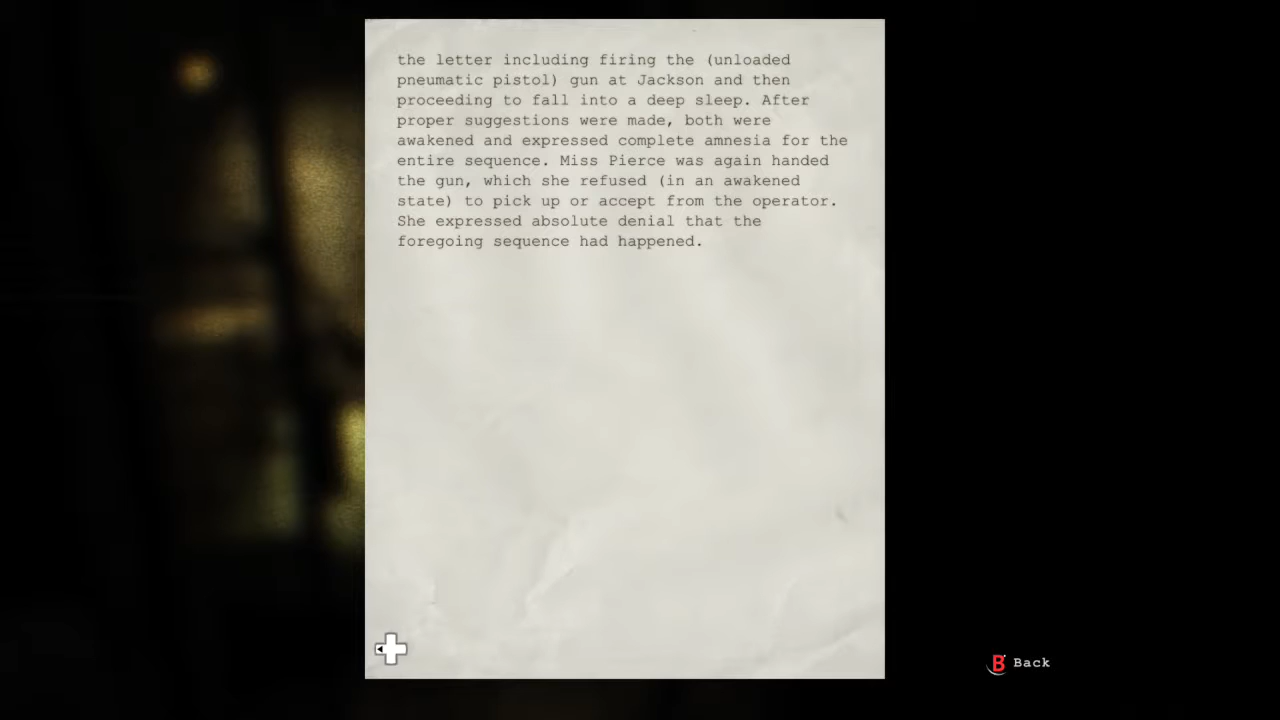 the letter including firing the (unloaded
pneumatic pistol) gun at Jackson and then
proceeding to fall into a deep sleep. After
proper suggestions were made, both were
awakened and expressed complete amnesia for the
entire sequence. Miss Pierce was again handed
the gun, which she refused (in an awakened
state) to pick up or accept from the operator.
She expressed absolute denial that the
foregoing sequence had happened.
B Back